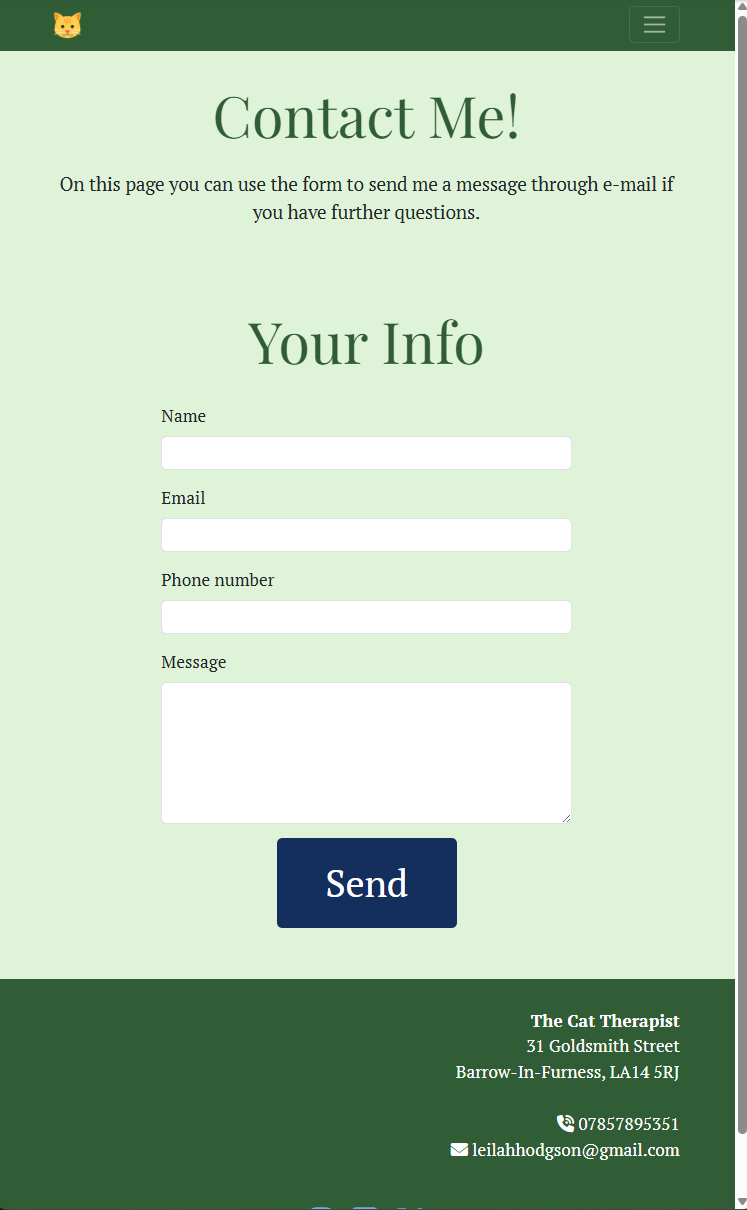 Contact Me!
On this page you can use the form to send me a message through e-mail if
you have further questions.
Your Info
Name
Email
Phone number
Message
Send
The Cat Therapist
31 Goldsmith Street
Barrow-In-Furness, LA14 5RJ
07857895351
leilahhodgson@gmail.com